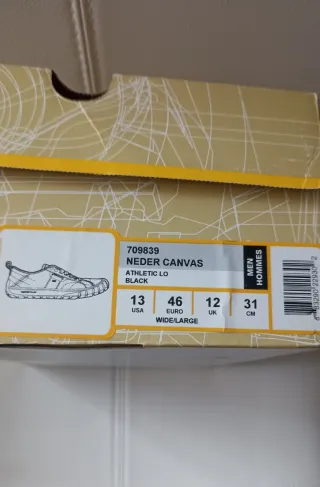 709839
NEDER CANVAS
ATHLETIC LO
BLACK
MEN
HOMMES
13 46 12 31
USA EURO UK CM
WIDE/LARGE